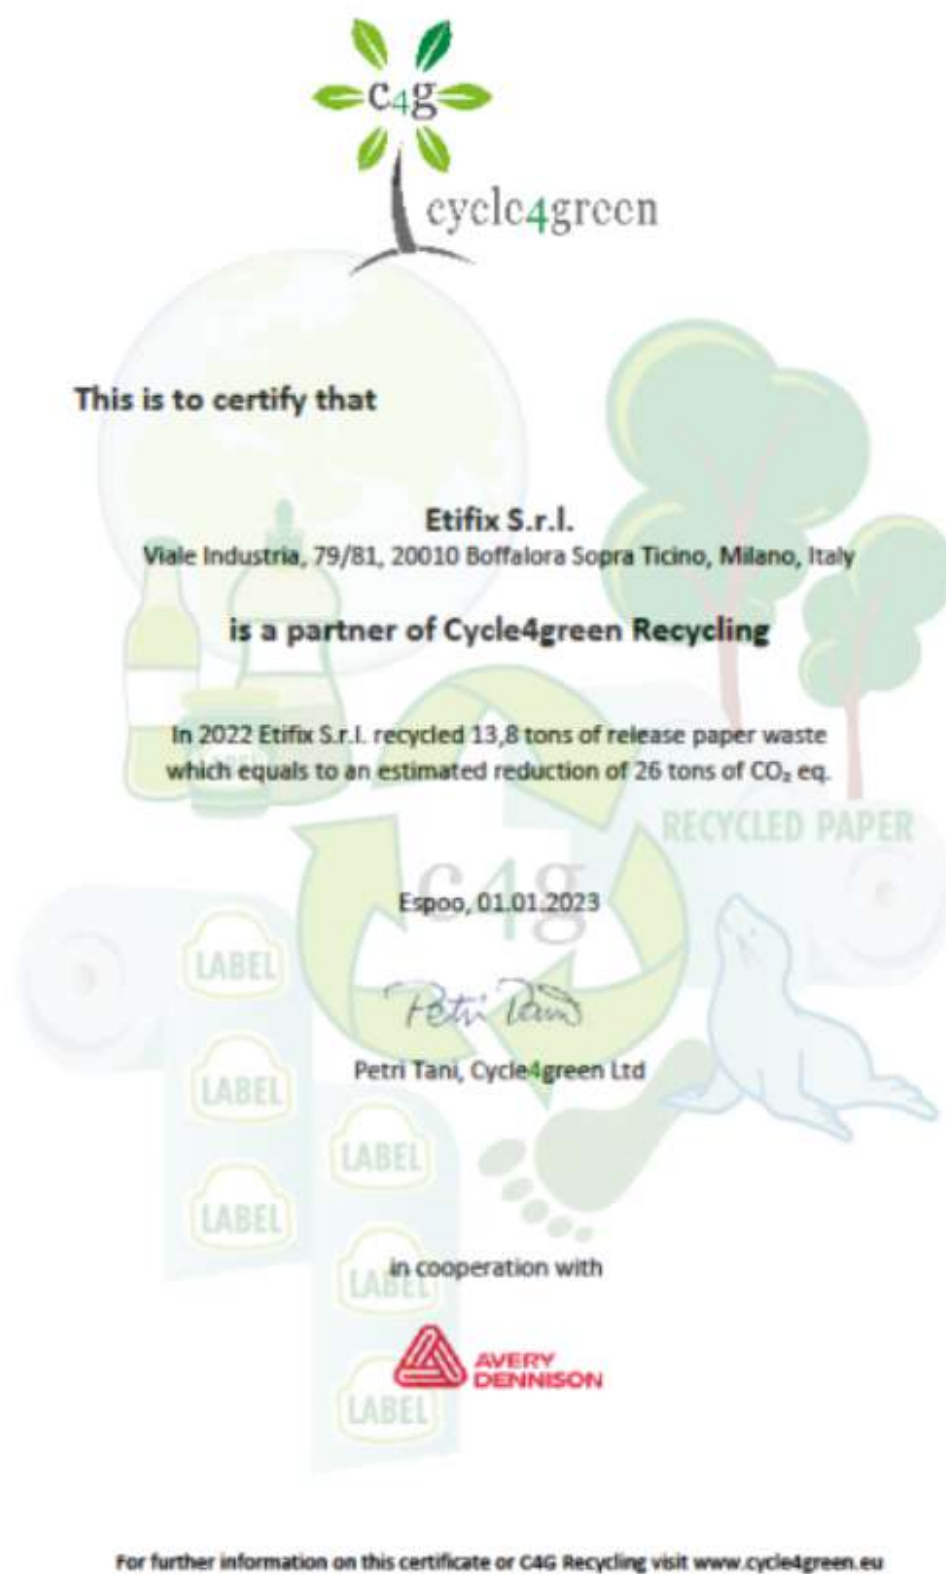 c4g
cycle4green
This is to certify that
Etifix S.r.l.
Viale Industria, 79/81, 20010 Boffalora Sopra Ticino, Milano, Italy
is a partner of Cycle4green Recycling
In 2022 Etifix S.r.l. recycled 13,8 tons of release paper waste
which equals to an estimated reduction of 26 tons of CO₂ eq.
RECYCLED PAPER
c4g
Espoo, 01.01.2023
LABEL
Petri Tani
Petri Tani, Cycle4green Ltd
LABEL
LABEL
LABEL
in cooperation with
LABEL
AVERY
DENNISON
LABEL
For further information on this certificate or C4G Recycling visit www.cycle4green.eu